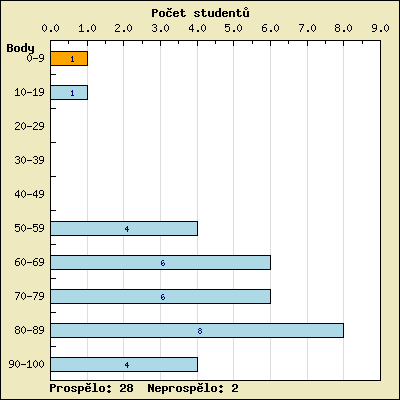 Počet studentů
0.0 1.0 2.0 3.0 4.0 5.0 6.0 7.0 8.0 9.0
Body
0-9 1
10-19 1
20-29
30-39
40-49
50-59 4
60-69 6
70-79 6
80-89 8
90-100 4
Prospělo: 28 Neprospělo: 2